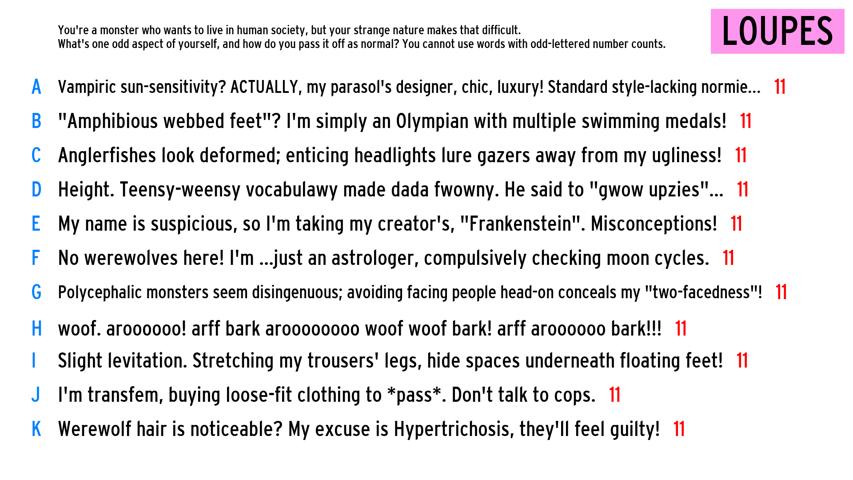 You're a monster who wants to live in human society, but your strange nature makes that difficult.
What's one odd aspect of yourself, and how do you pass it off as normal? You cannot use words with odd-lettered number counts.
LOUPES
A Vampiric sun-sensitivity? ACTUALLY, my parasol's designer, chic, luxury! Standard style-lacking normie... 11
B "Amphibious webbed feet"? I'm simply an Olympian with multiple swimming medals! 11
C Anglerfishes look deformed; enticing headlights lure gazers away from my ugliness! 11
D Height. Teensy-weensy vocabulawy made dada fwowny. He said to "gwow upzies"... 11
E My name is suspicious, so I'm taking my creator's, "Frankenstein". Misconceptions! 11
F No werewolves here! I'm ...just an astrologer, compulsively checking moon cycles. 11
G Polycephalic monsters seem disingenuous; avoiding facing people head-on conceals my "two-facedness"! 11
H woof. aroooooo! arff bark aroooooooo woof woof bark! arff aroooooo bark!!! 11
I Slight levitation. Stretching my trousers' legs, hide spaces underneath floating feet! 11
J I'm transfem, buying loose-fit clothing to *pass*. Don't talk to cops. 11
K Werewolf hair is noticeable? My excuse is Hypertrichosis, they'll feel guilty! 11